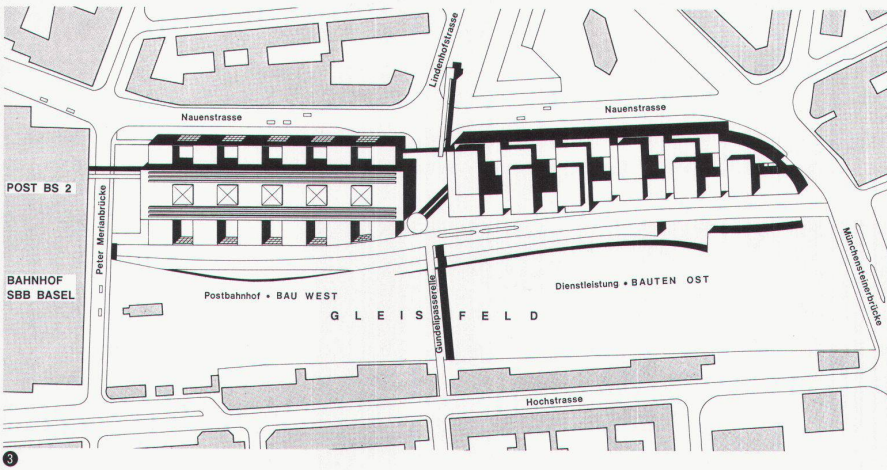 Lindenhofstrasse
Nauenstrasse
Nauenstrasse
POST BS 2
Peter Merianbrücke
BAHNHOF
SBB BASEL
Postbahnhof • BAU WEST
Dienstleistung • BAUTEN OST
Münchensteinerbrücke
GLEISFELD
Gundelipasserelle
Hochstrasse
3